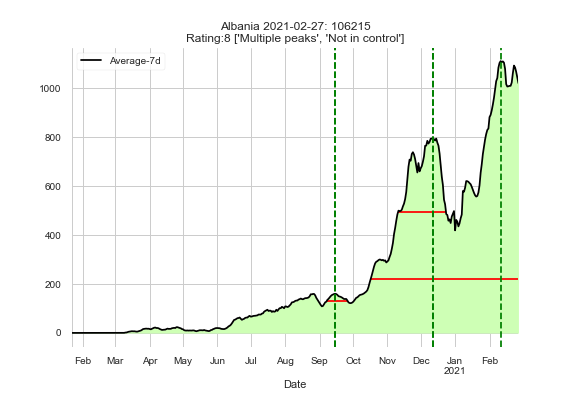 Albania 2021-02-27: 106215
Rating:8 ['Multiple peaks', 'Not in control']
Average-7d
1000
800
600
400
200
0
Feb Mar Apr May Jun Jul Aug Sep Oct Nov Dec Jan Feb
2021
Date